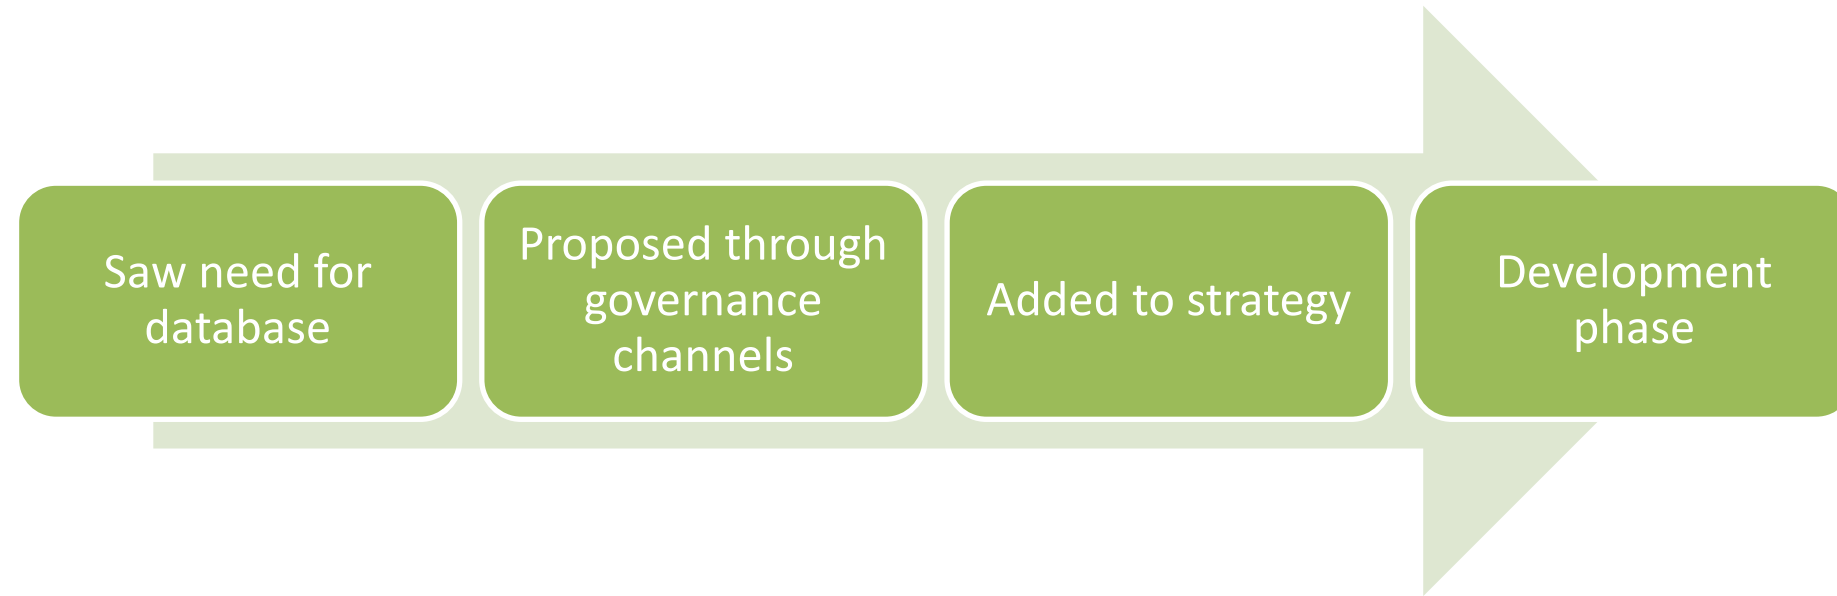 Saw need for
database
Proposed through
governance
channels
Added to strategy
Development
phase